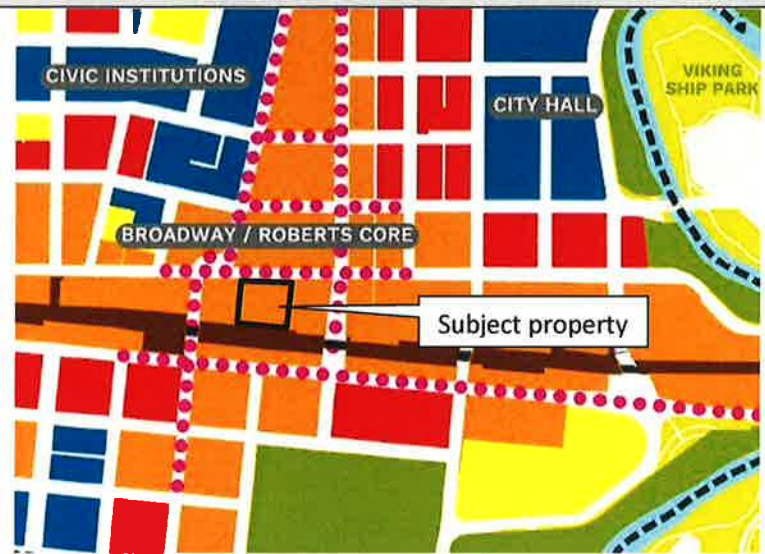 CIVIC INSTITUTIONS
CITY HALL
VIKING
SHIP PARK
BROADWAY / ROBERTS CORE
Subject property